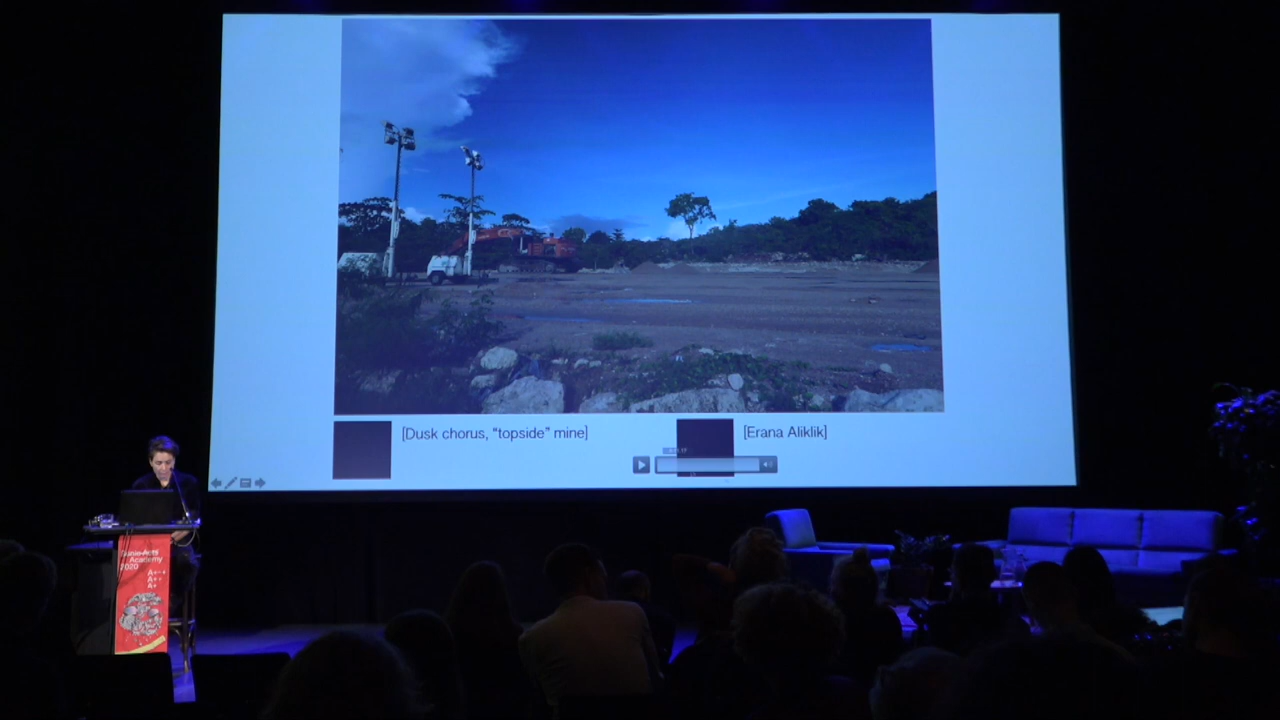 [Dusk chorus, “topside” mine]
[Erana Aliklik]
Sonic Acts
Academy
2020
A++
A+
A+